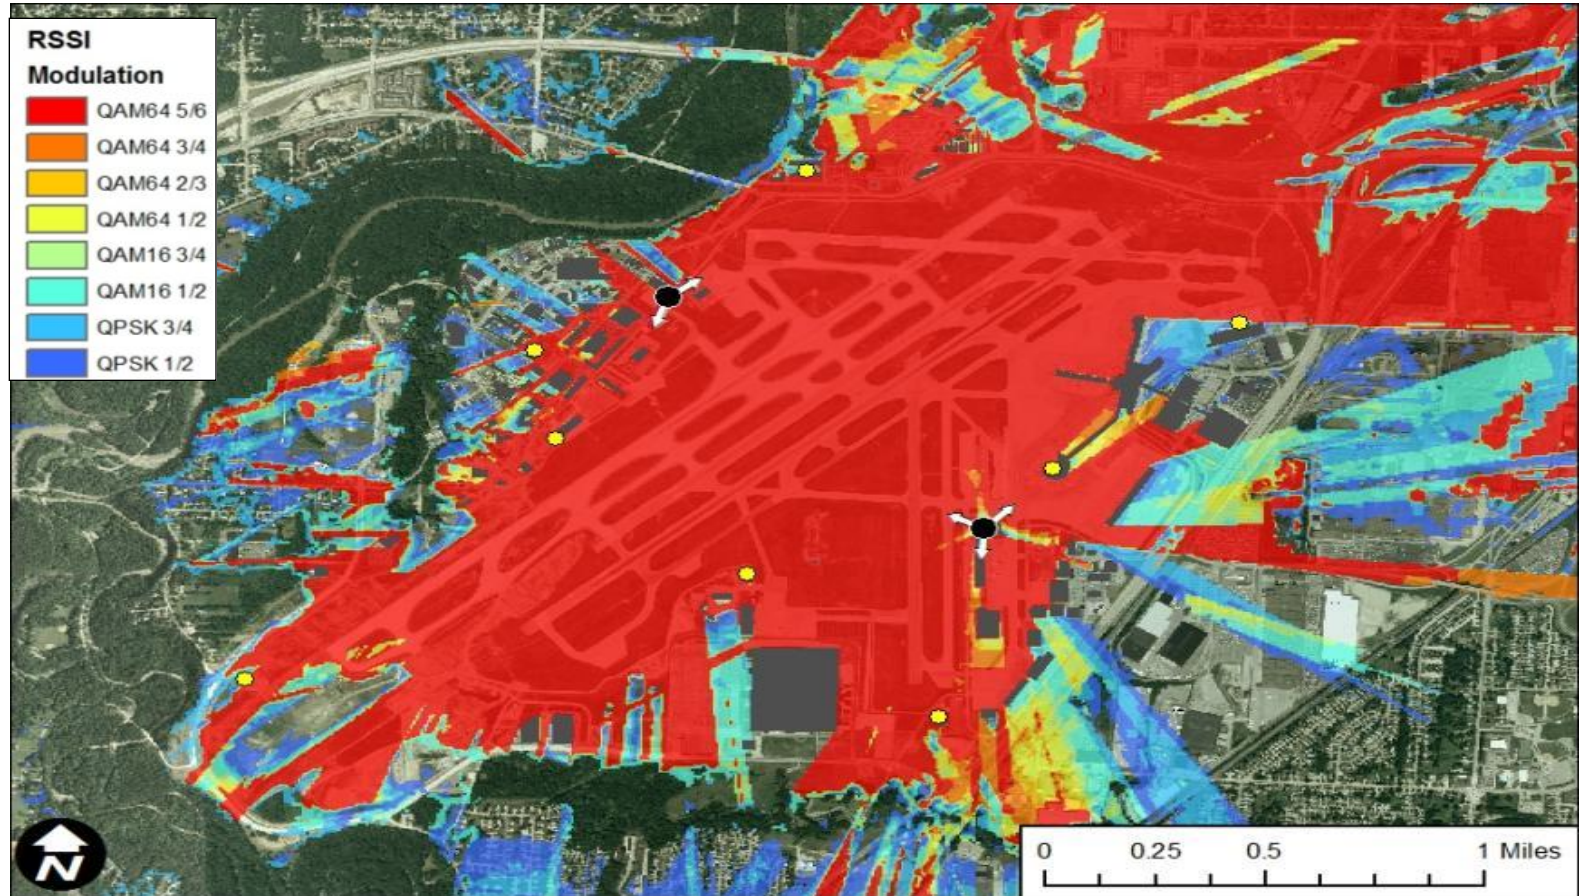 RSSI
Modulation
QAM64 5/6
QAM64 3/4
QAM64 2/3
QAM64 1/2
QAM16 3/4
QAM16 1/2
QPSK 3/4
QPSK 1/2
N
0 0.25 0.5 1 Miles